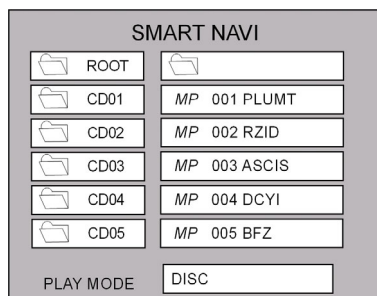 SMART NAVI
ROOT
CD01 MP 001 PLUMT
CD02 MP 002 RZID
CD03 MP 003 ASCIS
CD04 MP 004 DCYI
CD05 MP 005 BFZ
PLAY MODE DISC